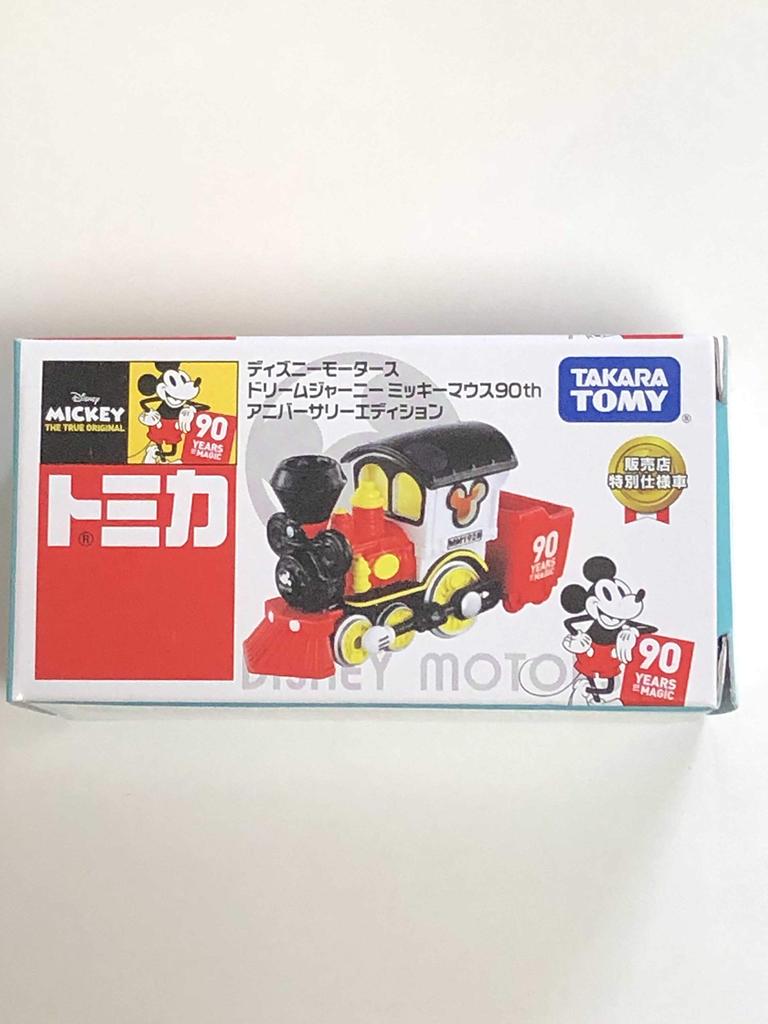 Disney
MICKEY
THE TRUE ORIGINAL
90
YEARS
OF MAGIC
トミカ
®
ディズニーモータース
ドリームジャーニー ミッキーマウス90th
アニバーサリーエディション
TAKARA
TOMY
®
販売店
特別仕様車
90
YEARS
OF MAGIC
DISNEY MOTO
90
YEARS
OF MAGIC